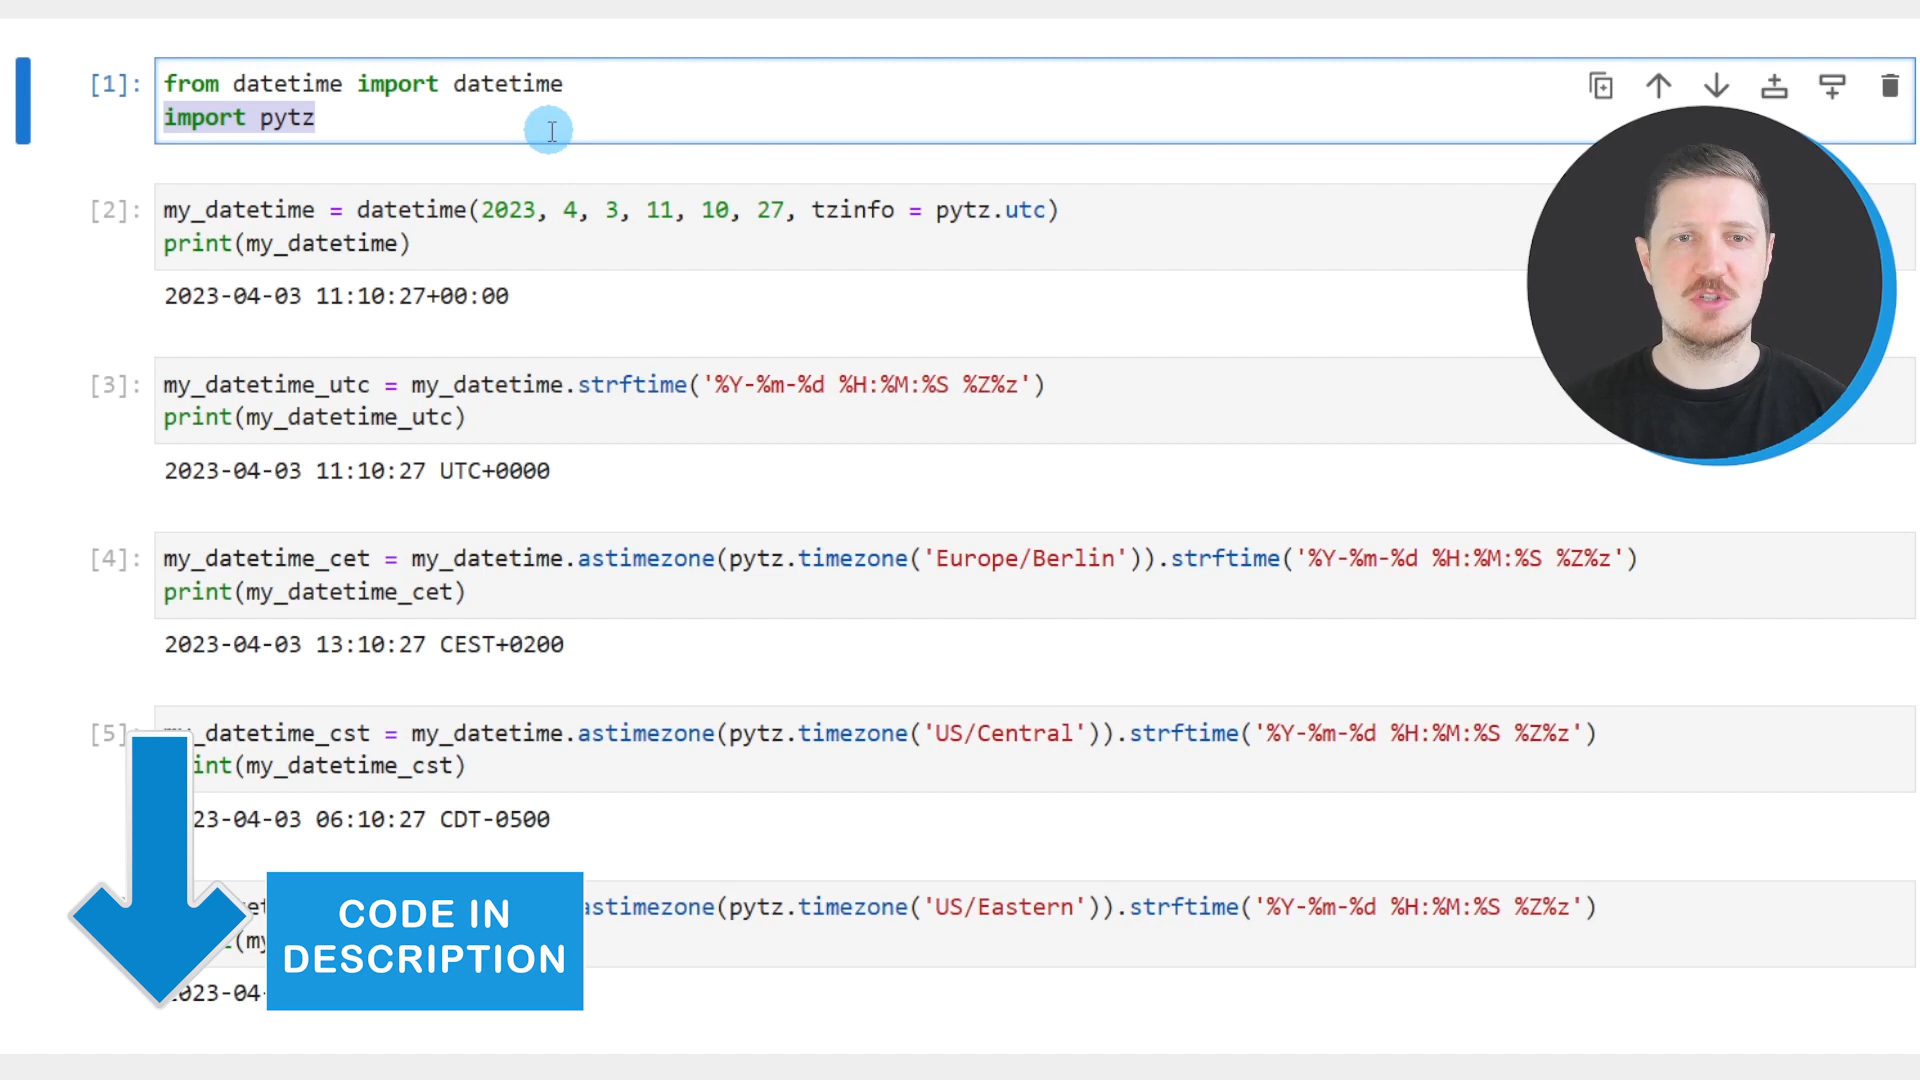 [1]: from datetime import datetime
import pytz
[2]: my_datetime = datetime(2023, 4, 3, 11, 10, 27, tzinfo = pytz.utc)
print(my_datetime)
2023-04-03 11:10:27+00:00
[3]: my_datetime_utc = my_datetime.strftime('%Y-%m-%d %H:%M:%S %Z%z')
print(my_datetime_utc)
2023-04-03 11:10:27 UTC+0000
[4]: my_datetime_cet = my_datetime.astimezone(pytz.timezone('Europe/Berlin')).strftime('%Y-%m-%d %H:%M:%S %Z%z')
print(my_datetime_cet)
2023-04-03 13:10:27 CEST+0200
[5]: my_datetime_cst = my_datetime.astimezone(pytz.timezone('US/Central')).strftime('%Y-%m-%d %H:%M:%S %Z%z')
int(my_datetime_cst)
23-04-03 06:10:27 CDT-0500
astimezone(pytz.timezone('US/Eastern')).strftime('%Y-%m-%d %H:%M:%S %Z%z')
(my
2023-04-
CODE IN
DESCRIPTION